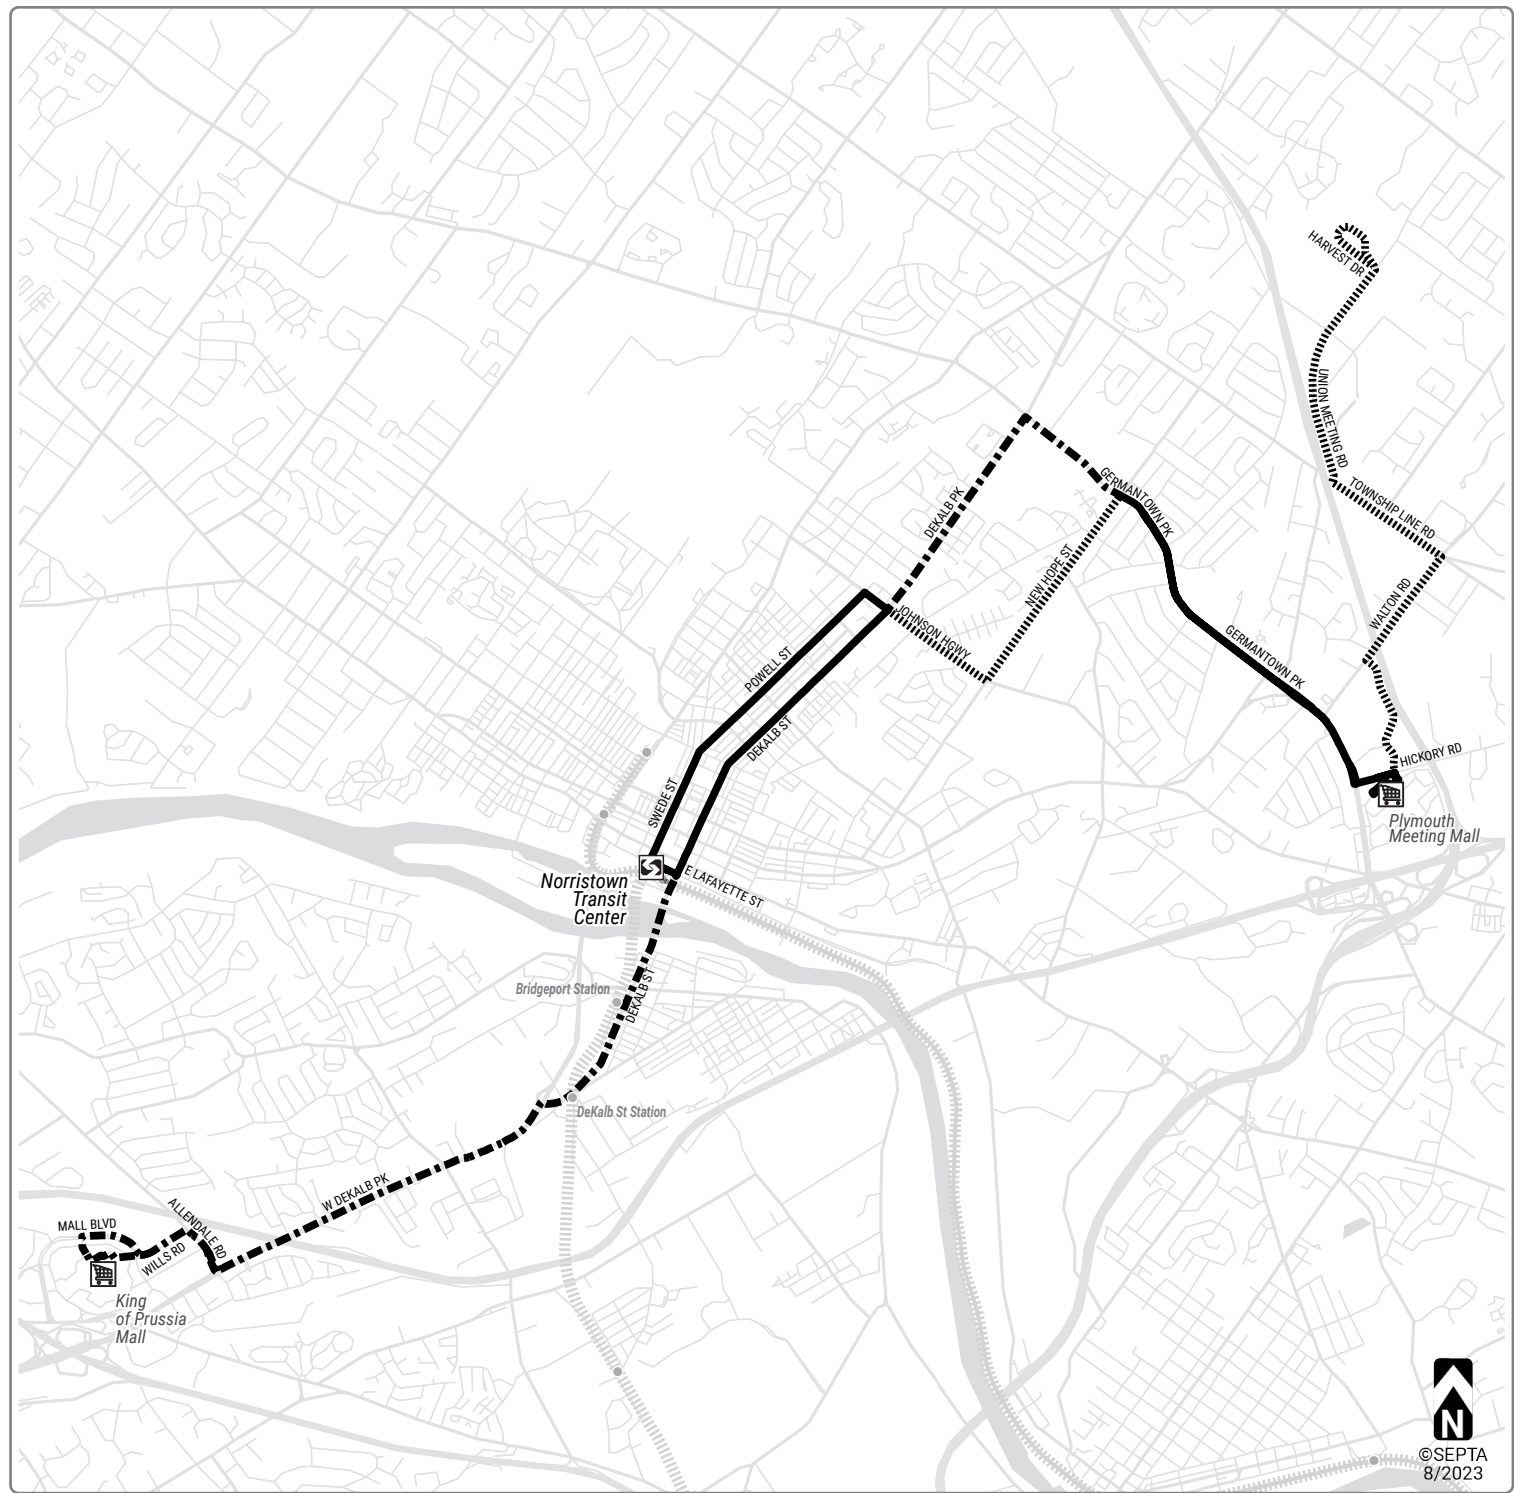 HARVEST DR
UNION MEETING RD
TOWNSHIP LINE RD
GERMANTOWN PK
DEKALB PK
NEW HOPE ST
WALTON RD
JOHNSON HGWY
GERMANTOWN PK
POWELL ST
DEKALB ST
HICKORY RD
SWEDE ST
Plymouth
Meeting Mall
E LAFAYETTE ST
Norristown
Transit
Center
Bridgeport Station
DEKALB ST
DeKalb St Station
W DEKALB PK
ALLENDALE RD
MALL BLVD
WILLS RD
King
of Prussia
Mall
N
©SEPTA
8/2023